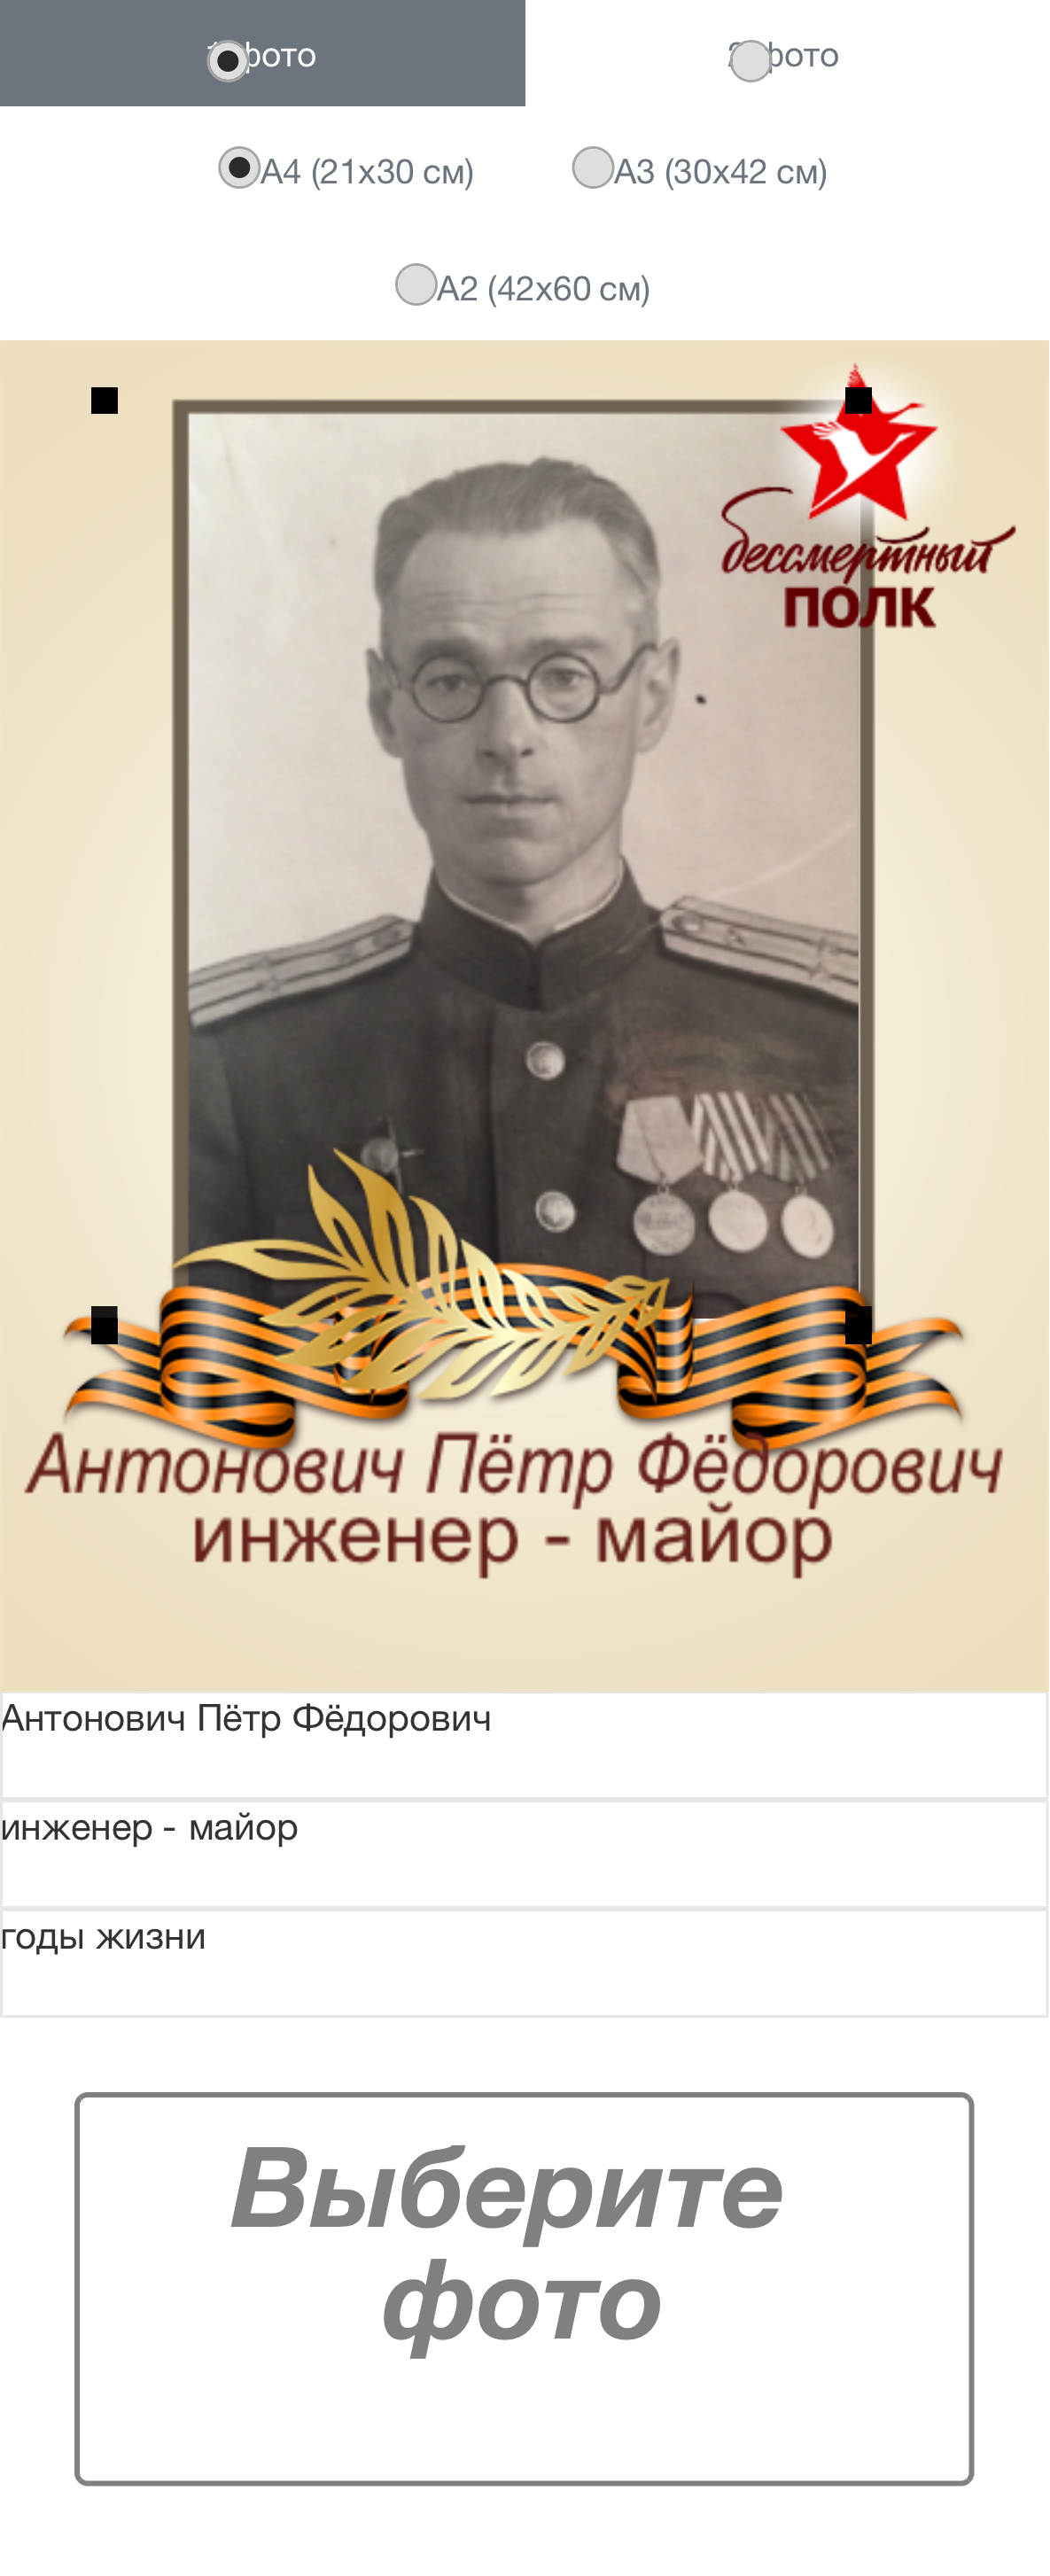 фото
фото
А4 (21х30 см)
А3 (30х42 см)
А2 (42х60 см)
бессмертный
ПОЛК
Антонович Пётр Фёдорович
инженер - майор
Антонович Пётр Фёдорович
инженер - майор
годы жизни
Выберите
фото